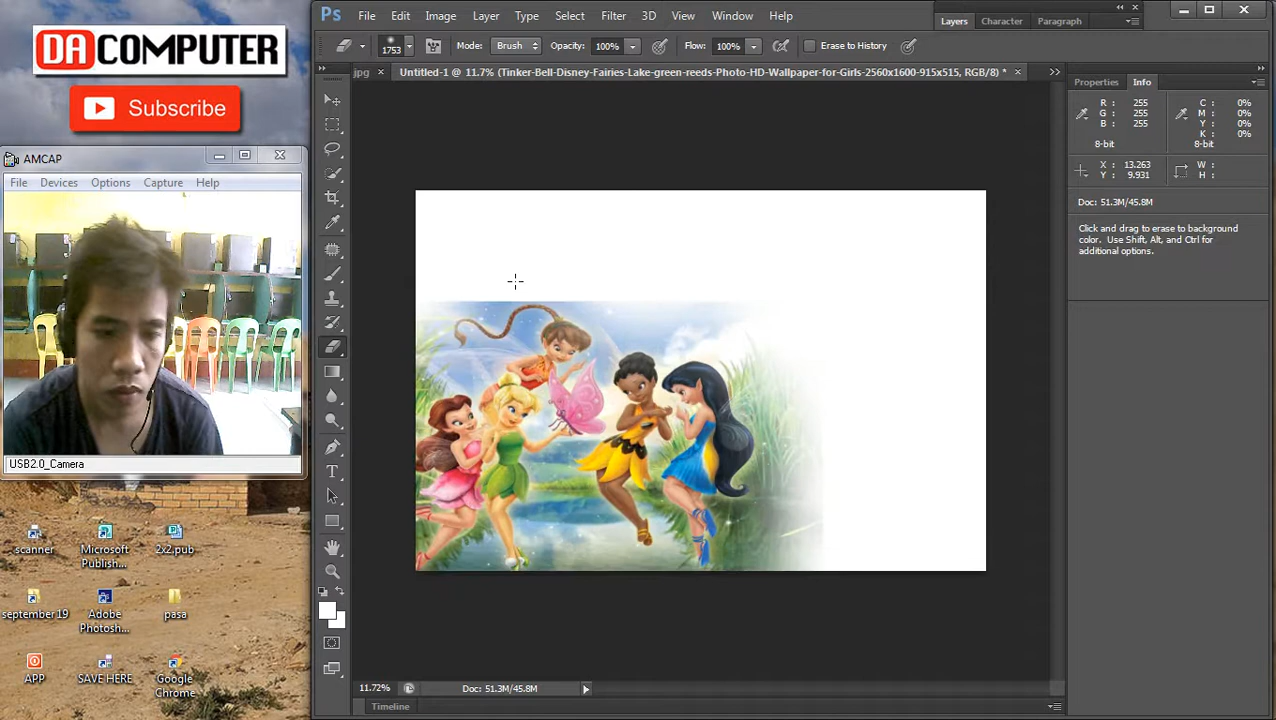 DA COMPUTER
Subscribe
AMCAP
File Devices Options Capture Help
USB2.0_Camera
scanner
Microsoft Publish...
2x2.pub
september 19
Adobe Photosh...
pasa
APP
SAVE HERE
Google Chrome
Ps File Edit Image Layer Type Select Filter 3D View Window Help
Layers Character Paragraph
1753 Mode: Brush Opacity: 100% Flow: 100% Erase to History
jpg × Untitled-1 @ 11.7% (Tinker-Bell-Disney-Fairies-Lake-green-reeds-Photo-HD-Wallpaper-for-Girls-2560x1600-915x515, RGB/8) * ×
Properties Info
R: 255 C: 0%
G: 255 M: 0%
B: 255 Y: 0%
K: 0%
8-bit 8-bit
X: 13.263 W:
Y: 9.931 H:
Doc: 51.3M/45.8M
Click and drag to erase to background
color. Use Shift, Alt, and Ctrl for
additional options.
T
11.72% Doc: 51.3M/45.8M
Timeline